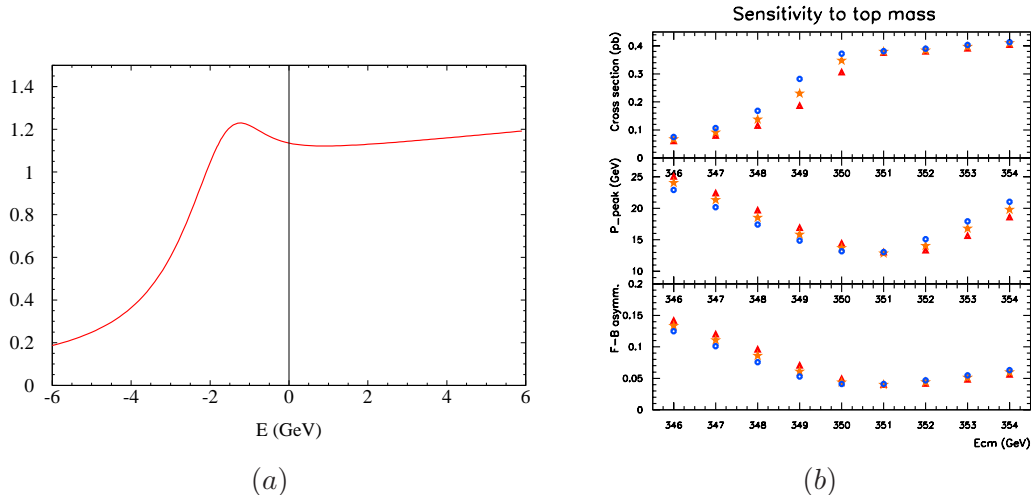 Sensitivity to top mass
1.4
1.2
1
0.8
0.6
0.4
0.2
0
-6 -4 -2 0 2 4 6
E (GeV)
(a)
Cross section (pb)
0.4
0.3
0.2
0.1
0
346 347 348 349 350 351 352 353 354
P_peak (GeV)
25
20
15
10
346 347 348 349 350 351 352 353 354
F-B asymm.
0.2
0.15
0.1
0.05
0
346 347 348 349 350 351 352 353 354
Ecm (GeV)
(b)